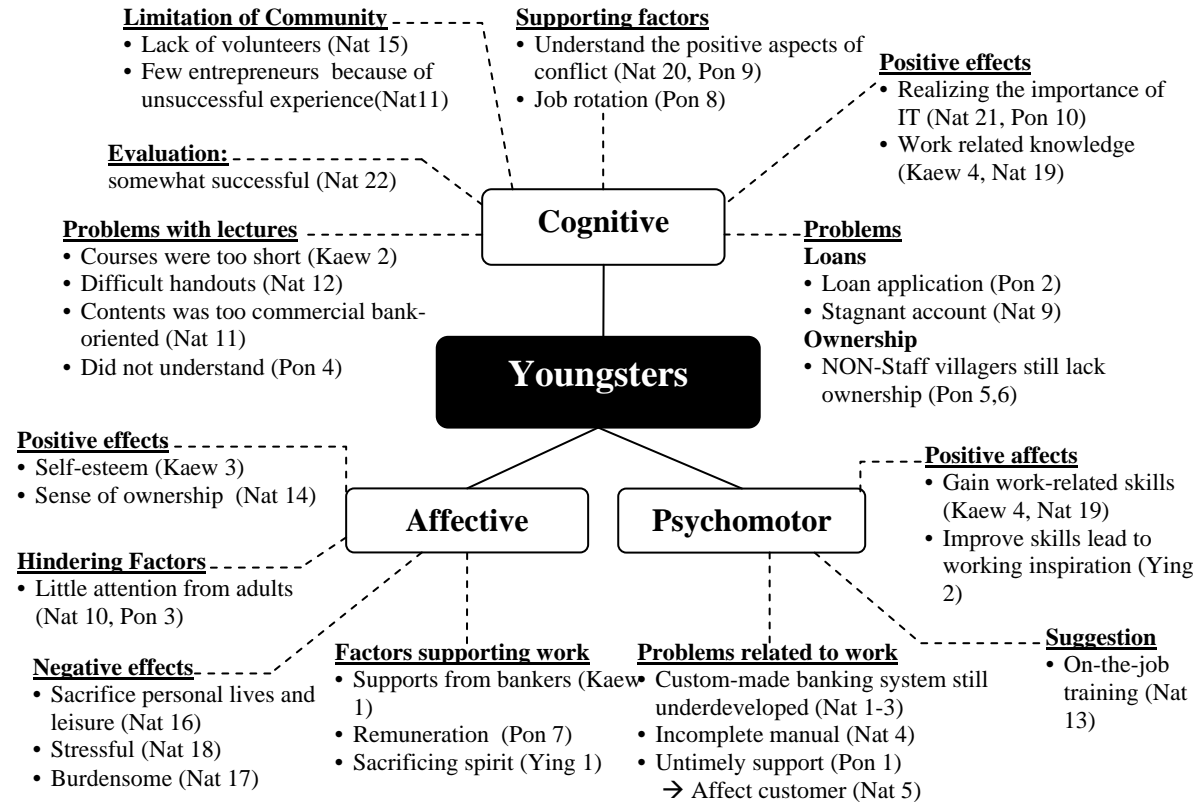 Limitation of Community
• Lack of volunteers (Nat 15)
• Few entrepreneurs because of
unsuccessful experience(Nat11)
Supporting factors
• Understand the positive aspects of
conflict (Nat 20, Pon 9)
• Job rotation (Pon 8)
Positive effects
• Realizing the importance of
IT (Nat 21, Pon 10)
• Work related knowledge
(Kaew 4, Nat 19)
Evaluation:
somewhat successful (Nat 22)
Cognitive
Problems with lectures
• Courses were too short (Kaew 2)
• Difficult handouts (Nat 12)
• Contents was too commercial bank-
oriented (Nat 11)
• Did not understand (Pon 4)
Problems
Loans
• Loan application (Pon 2)
• Stagnant account (Nat 9)
Ownership
• NON-Staff villagers still lack
ownership (Pon 5,6)
Youngsters
Positive effects
• Self-esteem (Kaew 3)
• Sense of ownership (Nat 14)
Affective
Psychomotor
Positive affects
• Gain work-related skills
(Kaew 4, Nat 19)
• Improve skills lead to
working inspiration (Ying
2)
Hindering Factors
• Little attention from adults
(Nat 10, Pon 3)
Negative effects
• Sacrifice personal lives and
leisure (Nat 16)
• Stressful (Nat 18)
• Burdensome (Nat 17)
Factors supporting work
• Supports from bankers (Kaew
1)
• Remuneration (Pon 7)
• Sacrificing spirit (Ying 1)
Problems related to work
• Custom-made banking system still
underdeveloped (Nat 1-3)
• Incomplete manual (Nat 4)
• Untimely support (Pon 1)
→ Affect customer (Nat 5)
Suggestion
• On-the-job
training (Nat
13)